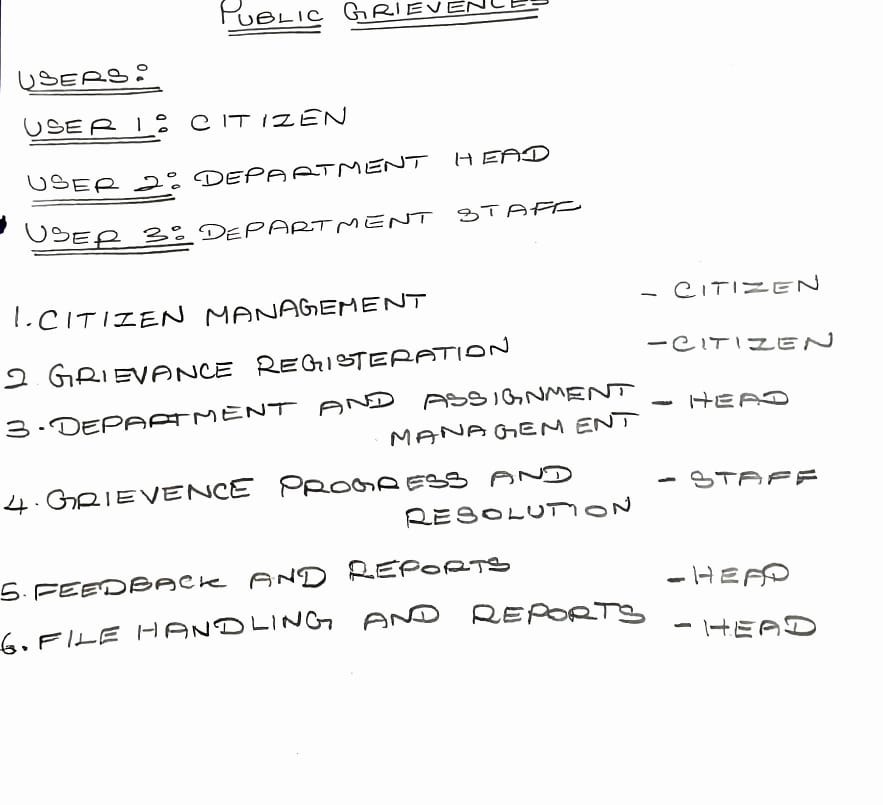 PUBLIC GRIEVENCES
USERS:
USER 1: CITIZEN
USER 2: DEPARTMENT HEAD
USER 3: DEPARTMENT STAFF
1. CITIZEN MANAGEMENT - CITIZEN
2 GRIEVANCE REGISTERATION - CITIZEN
3. DEPARTMENT AND ASSIGNMENT - HEAD
MANAGEMENT
4. GRIEVENCE PROGRESS AND - STAFF
RESOLUTION
5. FEEDBACK AND REPORTS - HEAD
6. FILE HANDLING AND REPORTS - HEAD